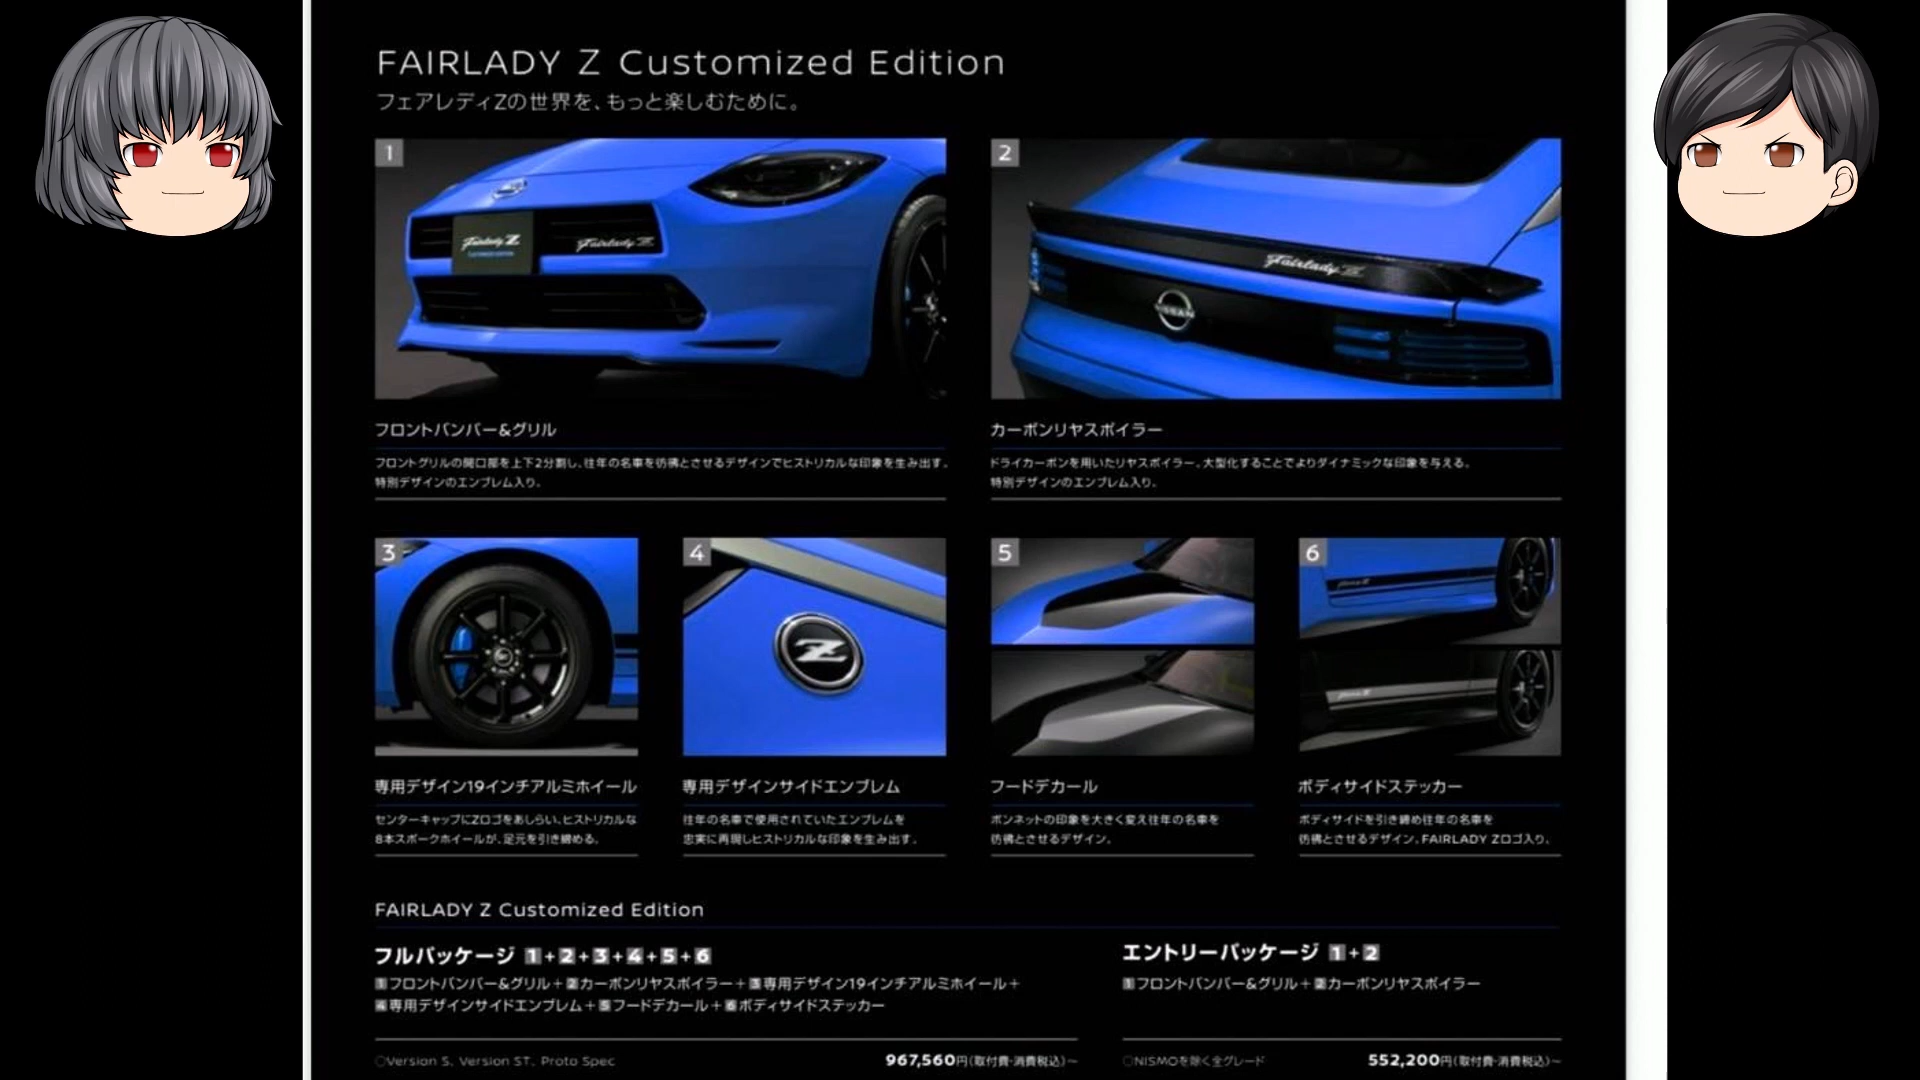 FAIRLADY Z Customized Edition
フェアレディZの世界を、もっと楽しむために。
1
2
Fairlady Z
Fairlady Z
Fairlady Z
NISSAN
フロントバンパー&グリル
カーボンリヤスポイラー
フロントグリルの開口部を上下2分割し、往年の名車を彷彿とさせるデザインでヒストリカルな印象を生み出す。
特別デザインのエンブレム入り。
ドライカーボンを用いたリヤスポイラー。大型化することでよりダイナミックな印象を与える。
特別デザインのエンブレム入り。
3
4
5
6
Z
専用デザイン19インチアルミホイール
センターキャップにZロゴをあしらい、ヒストリカルな
8本スポークホイールが、足元を引き締める。
専用デザインサイドエンブレム
往年の名車で使用されていたエンブレムを
忠実に再現しヒストリカルな印象を生み出す。
フードデカール
ボンネットの印象を大きく変え往年の名車を
彷彿とさせるデザイン。
ボディサイドステッカー
ボディサイドを引き締め往年の名車を
彷彿とさせるデザイン。FAIRLADY Zロゴ入り。
FAIRLADY Z Customized Edition
フルパッケージ 1+2+3+4+5+6
1フロントバンパー&グリル+2カーボンリヤスポイラー+3専用デザイン19インチアルミホイール+
4専用デザインサイドエンブレム+5フードデカール+6ボディサイドステッカー
○Version S、Version ST、Proto Spec 967,560円(取付費・消費税込)~
エントリーパッケージ 1+2
1フロントバンパー&グリル+2カーボンリヤスポイラー
○NISMOを除く全グレード 552,200円(取付費・消費税込)~